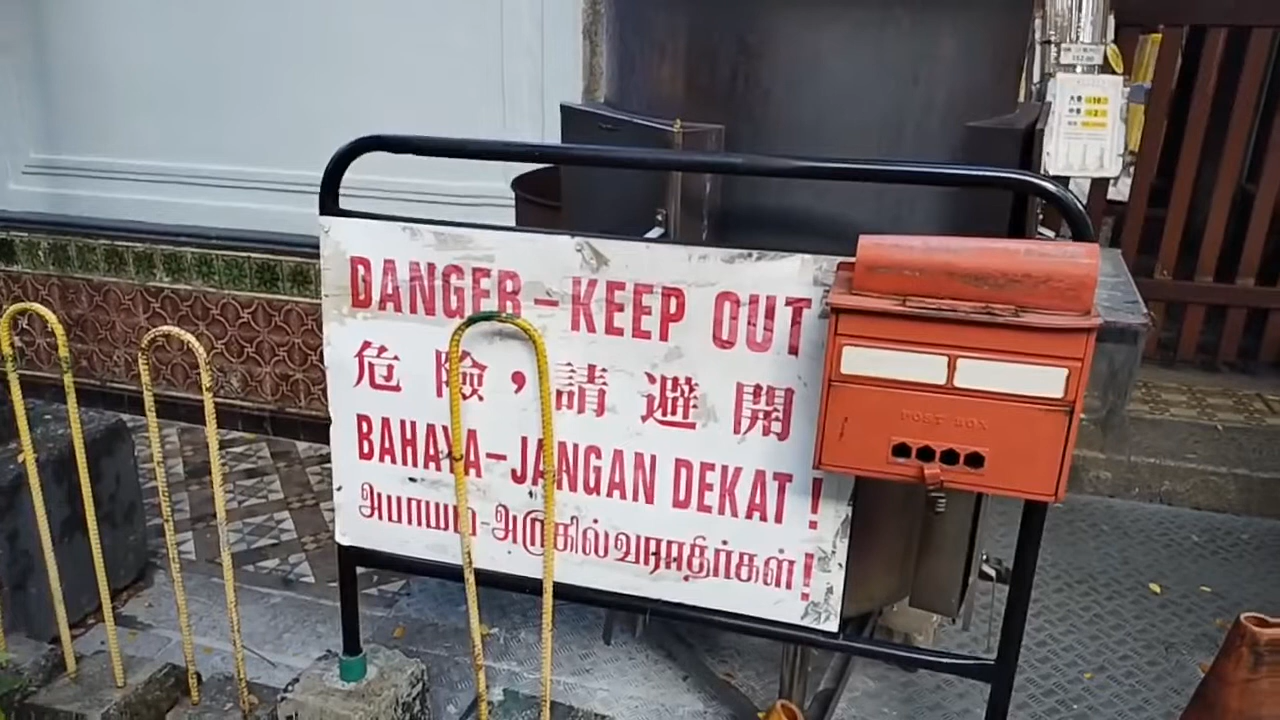 DANGER – KEEP OUT
危險，請避開
BAHAYA – JANGAN DEKAT !
அபாயம் - அருகில் வராதிர்கள் !
POST BOX